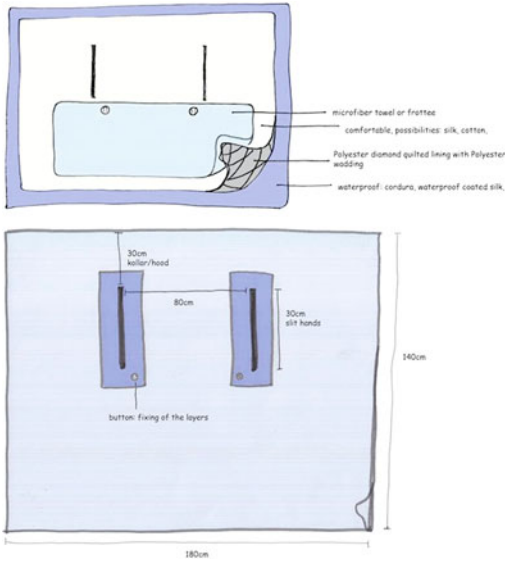 microfiber towel or frottee
comfortable, possibilities: silk, cotton,
Polyester diamond quilted lining with Polyester
wadding
waterproof: cordura, waterproof coated silk,
30cm
kollar/hood
80cm
30cm
slit hands
140cm
button: fixing of the layers
180cm